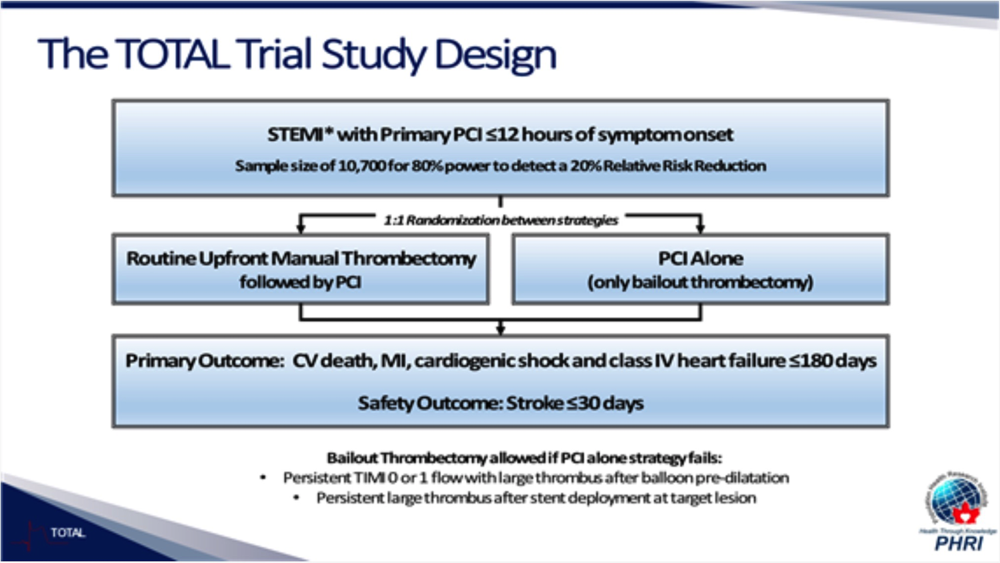 The TOTAL Trial Study Design
STEMI* with Primary PCI ≤12 hours of symptom onset
Sample size of 10,700 for 80% power to detect a 20% Relative Risk Reduction
1:1 Randomization between strategies
Routine Upfront Manual Thrombectomy
followed by PCI
PCI Alone
(only bailout thrombectomy)
Primary Outcome: CV death, MI, cardiogenic shock and class IV heart failure ≤180 days
Safety Outcome: Stroke ≤30 days
Bailout Thrombectomy allowed if PCI alone strategy fails:
• Persistent TIMI 0 or 1 flow with large thrombus after balloon pre-dilatation
• Persistent large thrombus after stent deployment at target lesion
TOTAL
Health Research
Health Through Knowledge
PHRI